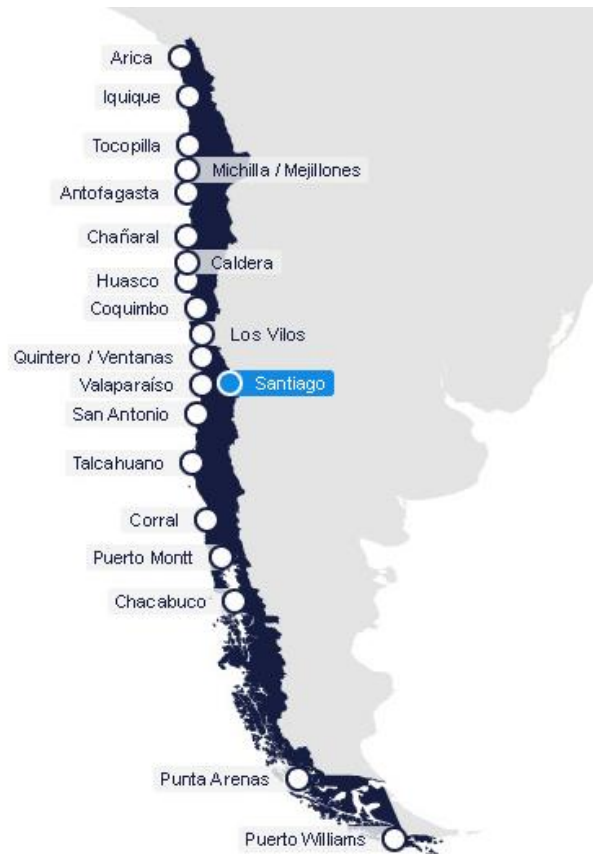 Arica
Iquique
Tocopilla
Michilla / Mejillones
Antofagasta
Chañaral
Caldera
Huasco
Coquimbo
Los Vilos
Quintero / Ventanas
Valaparaíso
Santiago
San Antonio
Talcahuano
Corral
Puerto Montt
Chacabuco
Punta Arenas
Puerto Williams